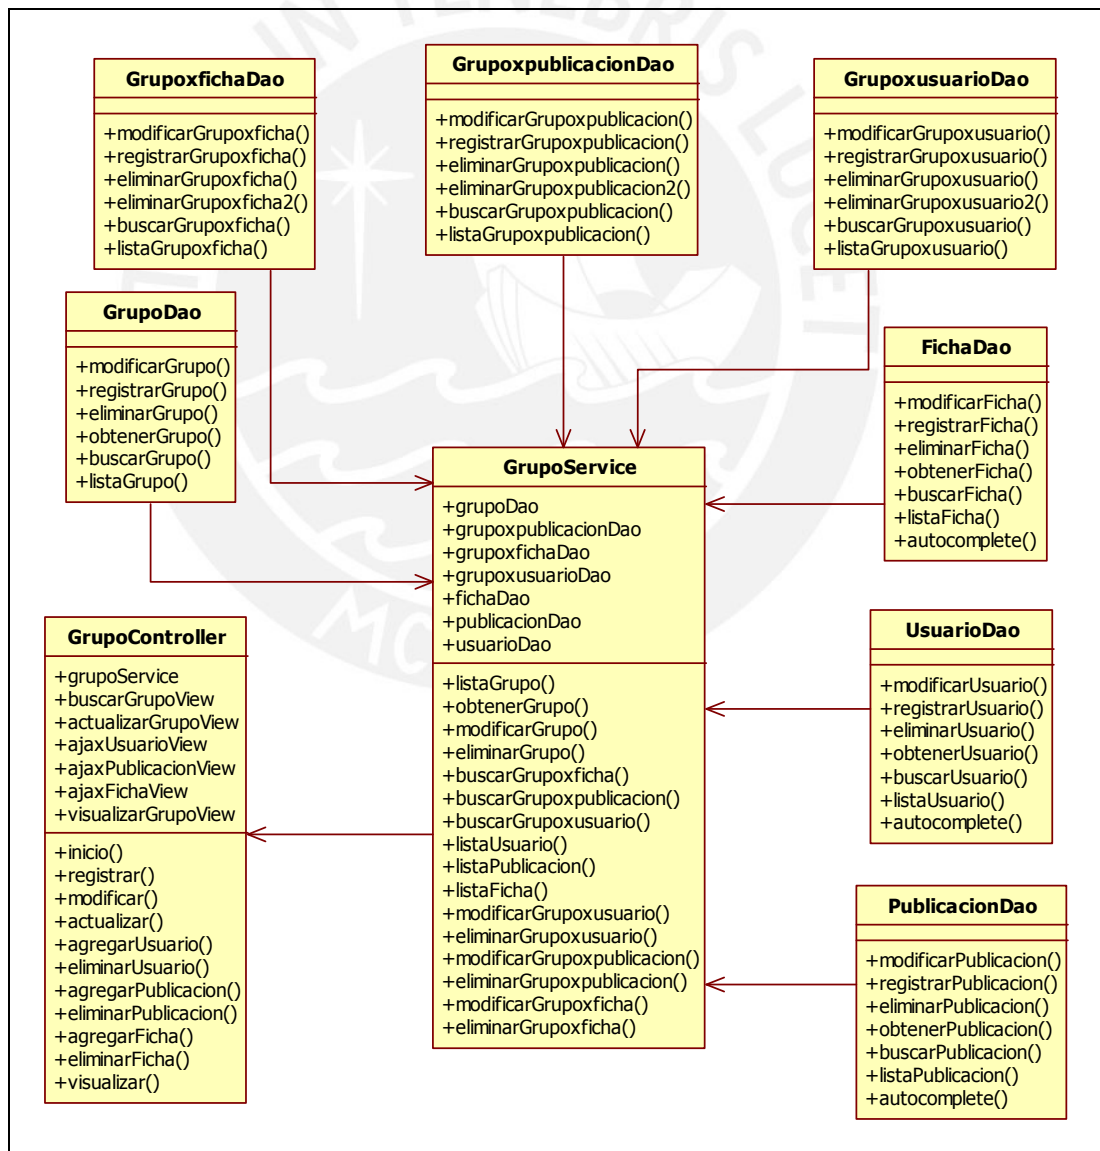 IN TENEBRIS LUCET
MC
GrupoxfichaDao
+modificarGrupoxficha()
+registrarGrupoxficha()
+eliminarGrupoxficha()
+eliminarGrupoxficha2()
+buscarGrupoxficha()
+listaGrupoxficha()
GrupoxpublicacionDao
+modificarGrupoxpublicacion()
+registrarGrupoxpublicacion()
+eliminarGrupoxpublicacion()
+eliminarGrupoxpublicacion2()
+buscarGrupoxpublicacion()
+listaGrupoxpublicacion()
GrupoxusuarioDao
+modificarGrupoxusuario()
+registrarGrupoxusuario()
+eliminarGrupoxusuario()
+eliminarGrupoxusuario2()
+buscarGrupoxusuario()
+listaGrupoxusuario()
GrupoDao
+modificarGrupo()
+registrarGrupo()
+eliminarGrupo()
+obtenerGrupo()
+buscarGrupo()
+listaGrupo()
FichaDao
+modificarFicha()
+registrarFicha()
+eliminarFicha()
+obtenerFicha()
+buscarFicha()
+listaFicha()
+autocomplete()
GrupoService
+grupoDao
+grupoxpublicacionDao
+grupoxfichaDao
+grupoxusuarioDao
+fichaDao
+publicacionDao
+usuarioDao
+listaGrupo()
+obtenerGrupo()
+modificarGrupo()
+eliminarGrupo()
+buscarGrupoxficha()
+buscarGrupoxpublicacion()
+buscarGrupoxusuario()
+listaUsuario()
+listaPublicacion()
+listaFicha()
+modificarGrupoxusuario()
+eliminarGrupoxusuario()
+modificarGrupoxpublicacion()
+eliminarGrupoxpublicacion()
+modificarGrupoxficha()
+eliminarGrupoxficha()
GrupoController
+grupoService
+buscarGrupoView
+actualizarGrupoView
+ajaxUsuarioView
+ajaxPublicacionView
+ajaxFichaView
+visualizarGrupoView
+inicio()
+registrar()
+modificar()
+actualizar()
+agregarUsuario()
+eliminarUsuario()
+agregarPublicacion()
+eliminarPublicacion()
+agregarFicha()
+eliminarFicha()
+visualizar()
UsuarioDao
+modificarUsuario()
+registrarUsuario()
+eliminarUsuario()
+obtenerUsuario()
+buscarUsuario()
+listaUsuario()
+autocomplete()
PublicacionDao
+modificarPublicacion()
+registrarPublicacion()
+eliminarPublicacion()
+obtenerPublicacion()
+buscarPublicacion()
+listaPublicacion()
+autocomplete()